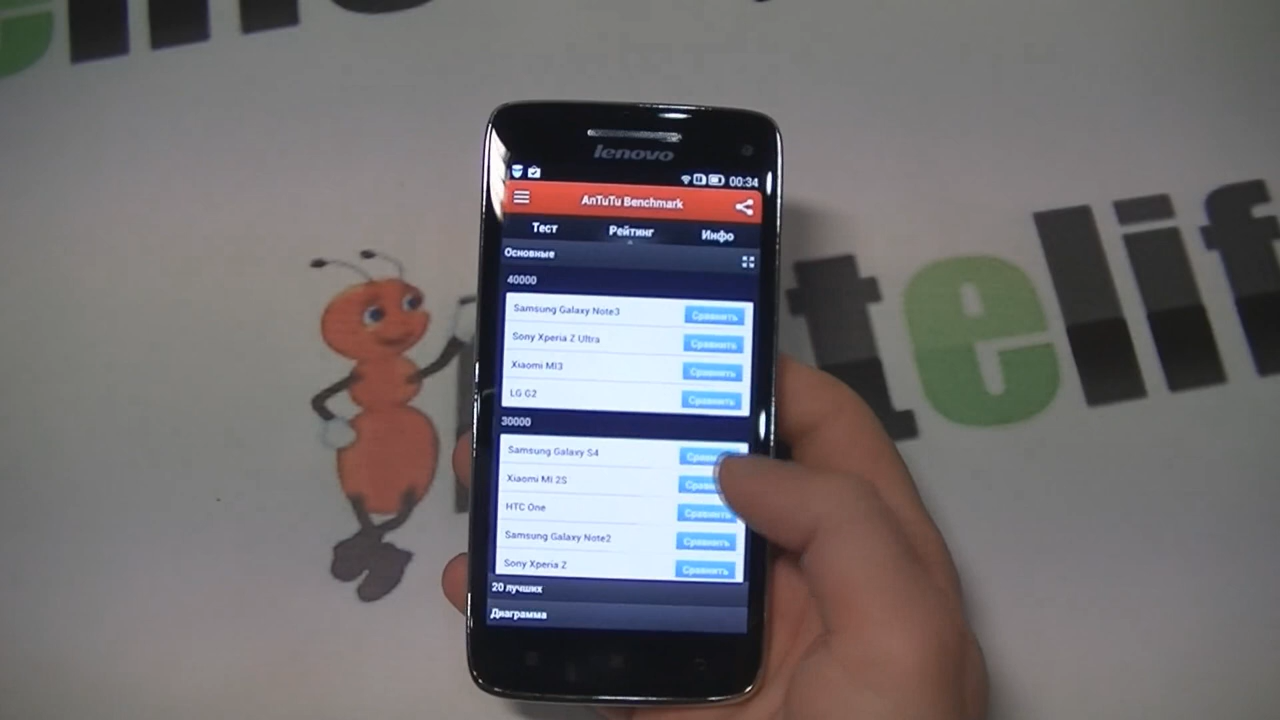 lenovo
00:34
AnTuTu Benchmark
Тест Рейтинг Инфо
Основные
40000
Samsung Galaxy Note3 Сравнить
Sony Xperia Z Ultra Сравнить
Xiaomi MI3 Сравнить
LG G2 Сравнить
30000
Samsung Galaxy S4
Xiaomi MI 2S
HTC One Сравнить
Samsung Galaxy Note2 Сравнить
Sony Xperia Z Сравнить
20 лучших
Диаграмма
telif